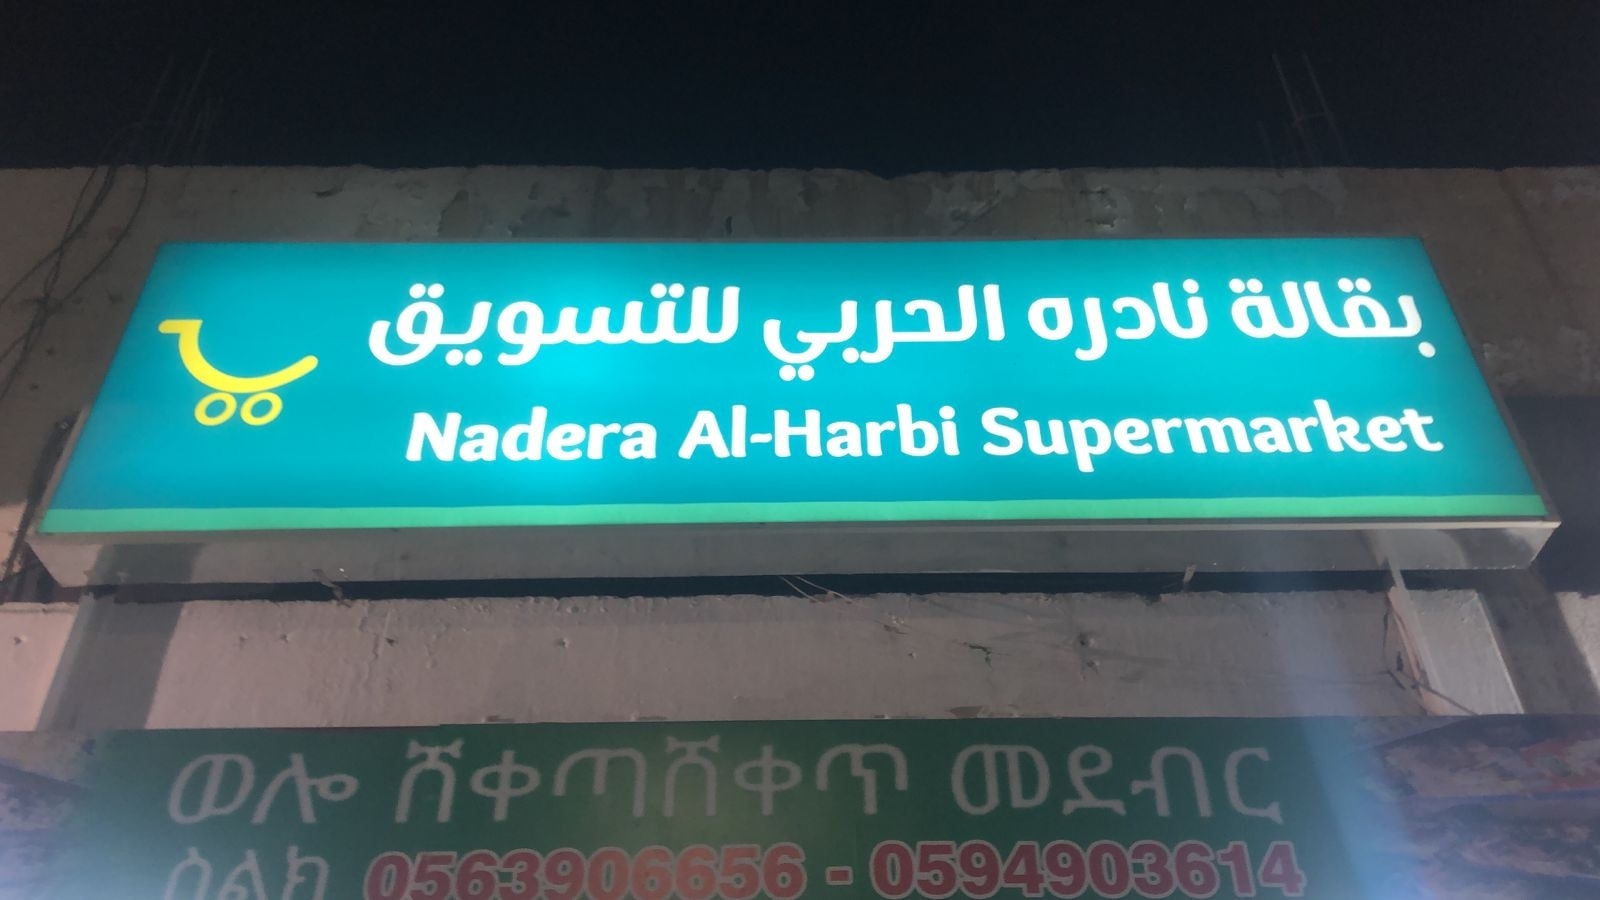 بقالة نادره الحربي للتسويق
Nadera Al-Harbi Supermarket
ወሎ ሸቀጣሸቀጥ መደብር
ስልክ 0563906656 - 0594903614